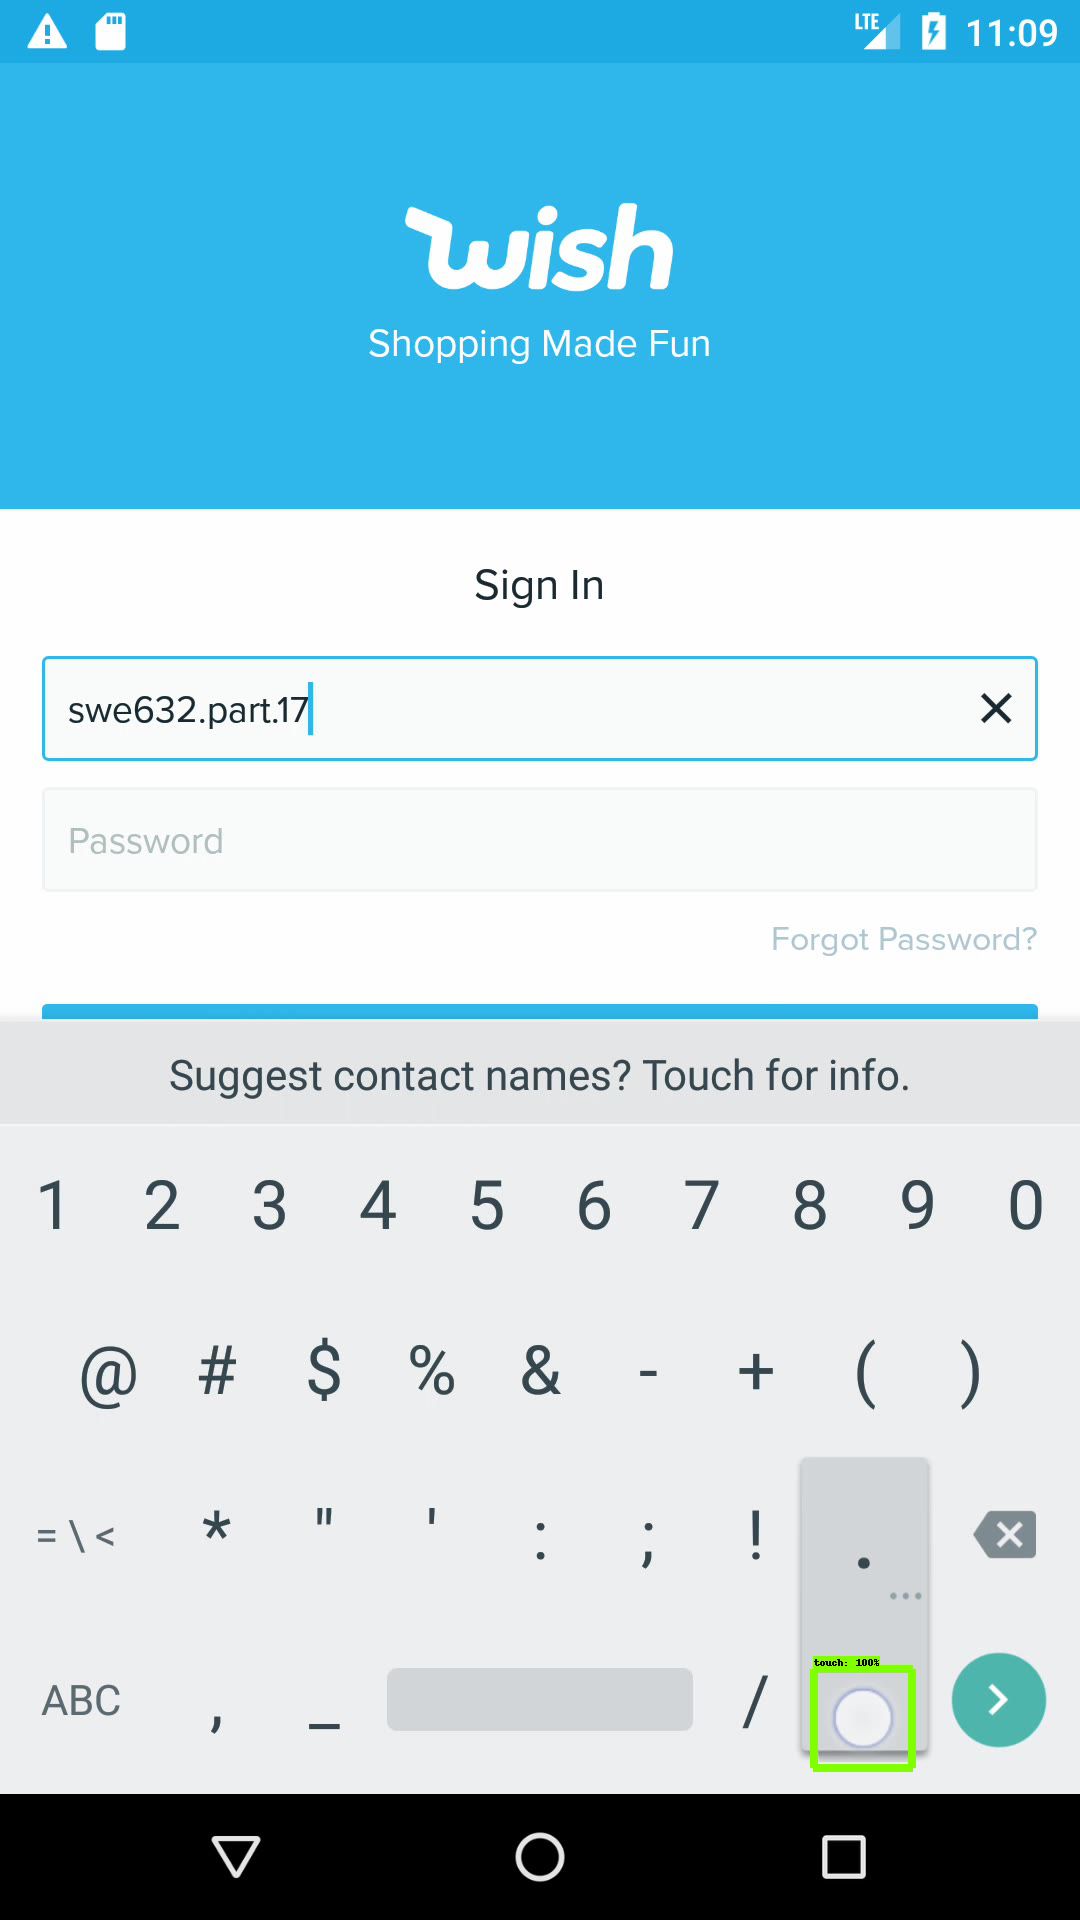 LTE 11:09
wish
Shopping Made Fun
Sign In
swe632.part.17
Password
Forgot Password?
Suggest contact names? Touch for info.
1 2 3 4 5 6 7 8 9 0
@ # $ % & - + ( )
= \ < * " ' : ; ! .
touch: 100%
ABC , _ /